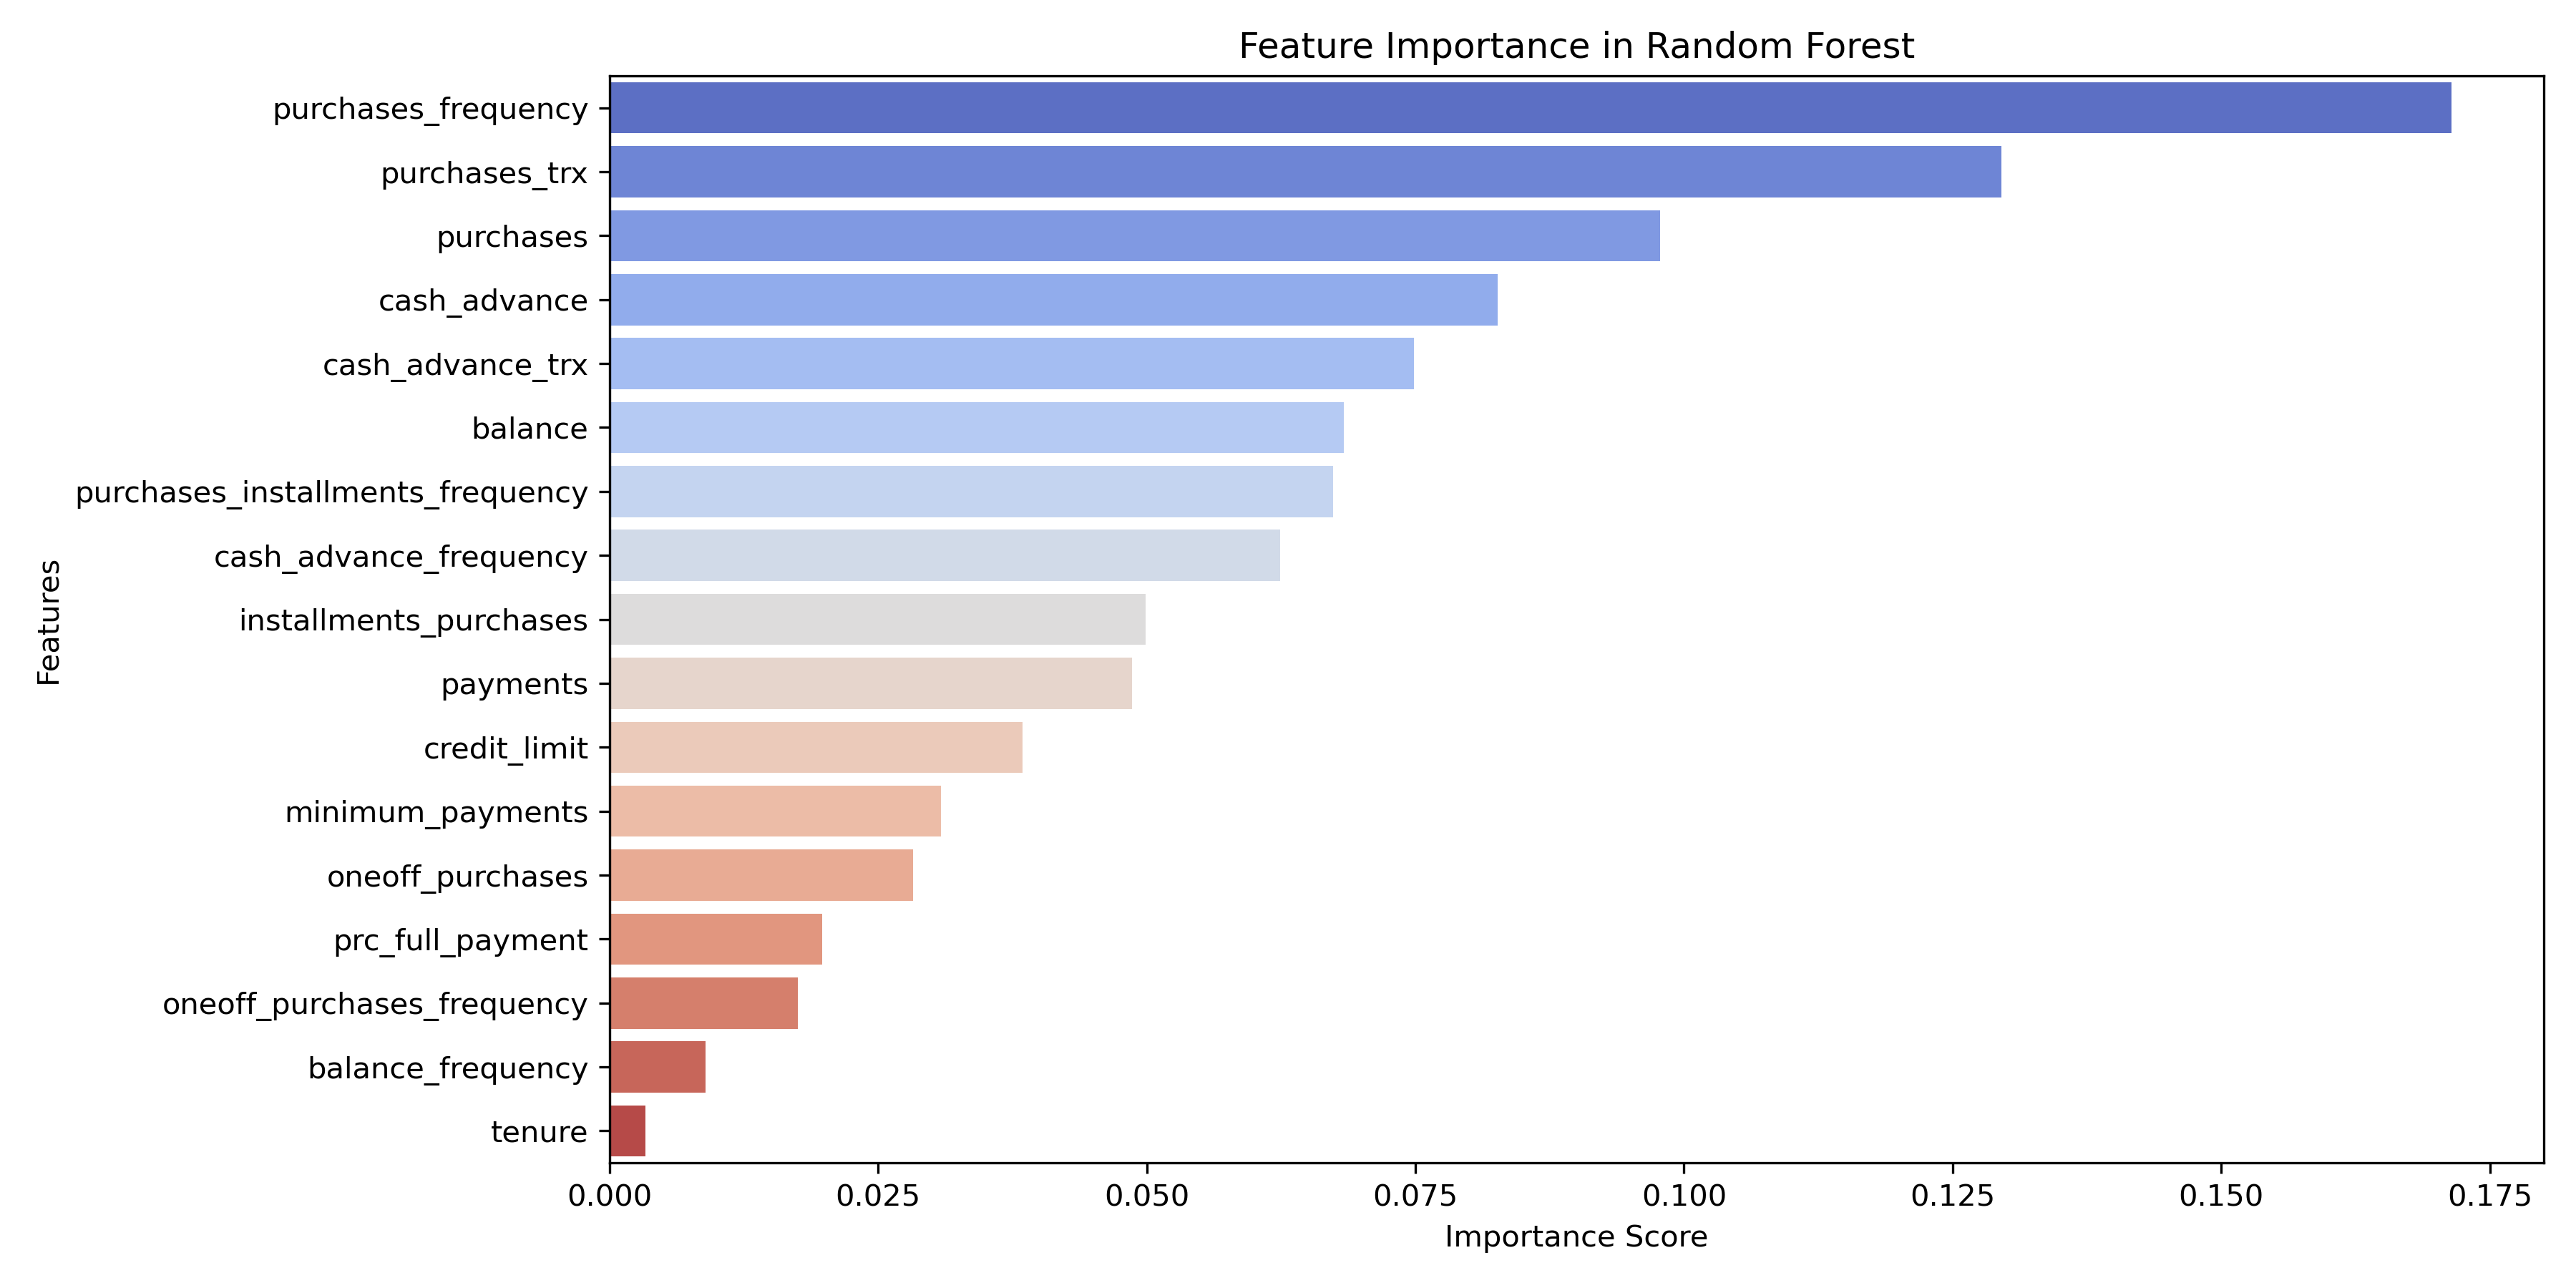 Feature Importance in Random Forest
purchases_frequency
purchases_trx
purchases
cash_advance
cash_advance_trx
balance
purchases_installments_frequency
cash_advance_frequency
installments_purchases
payments
credit_limit
minimum_payments
oneoff_purchases
prc_full_payment
oneoff_purchases_frequency
balance_frequency
tenure
Features
0.000 0.025 0.050 0.075 0.100 0.125 0.150 0.175
Importance Score